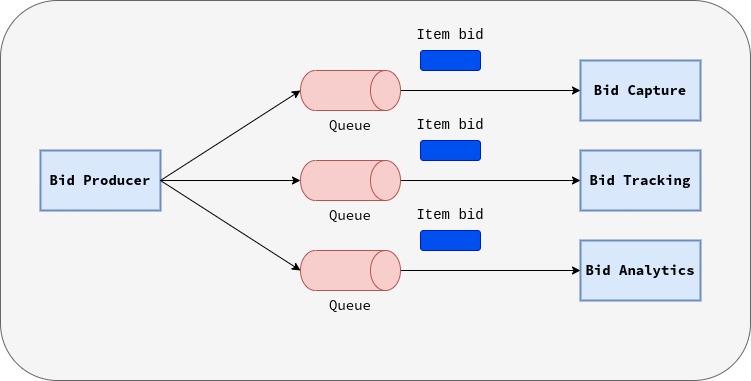 Item bid
Bid Capture
Queue
Item bid
Bid Producer
Bid Tracking
Queue
Item bid
Bid Analytics
Queue